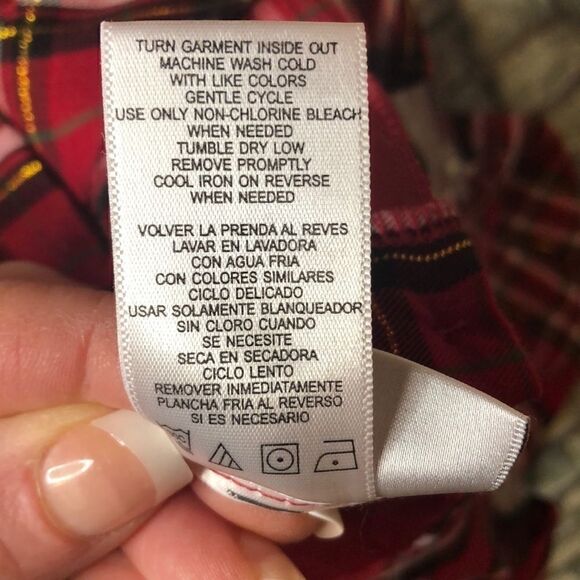 TURN GARMENT INSIDE OUT
MACHINE WASH COLD
WITH LIKE COLORS
GENTLE CYCLE
USE ONLY NON-CHLORINE BLEACH
WHEN NEEDED
TUMBLE DRY LOW
REMOVE PROMPTLY
COOL IRON ON REVERSE
WHEN NEEDED
VOLVER LA PRENDA AL REVES
LAVAR EN LAVADORA
CON AGUA FRIA
CON COLORES SIMILARES
CICLO DELICADO
USAR SOLAMENTE BLANQUEADOR
SIN CLORO CUANDO
SE NECESITE
SECA EN SECADORA
CICLO LENTO
REMOVER INMEDIATAMENTE
PLANCHA FRIA AL REVERSO
SI ES NECESARIO